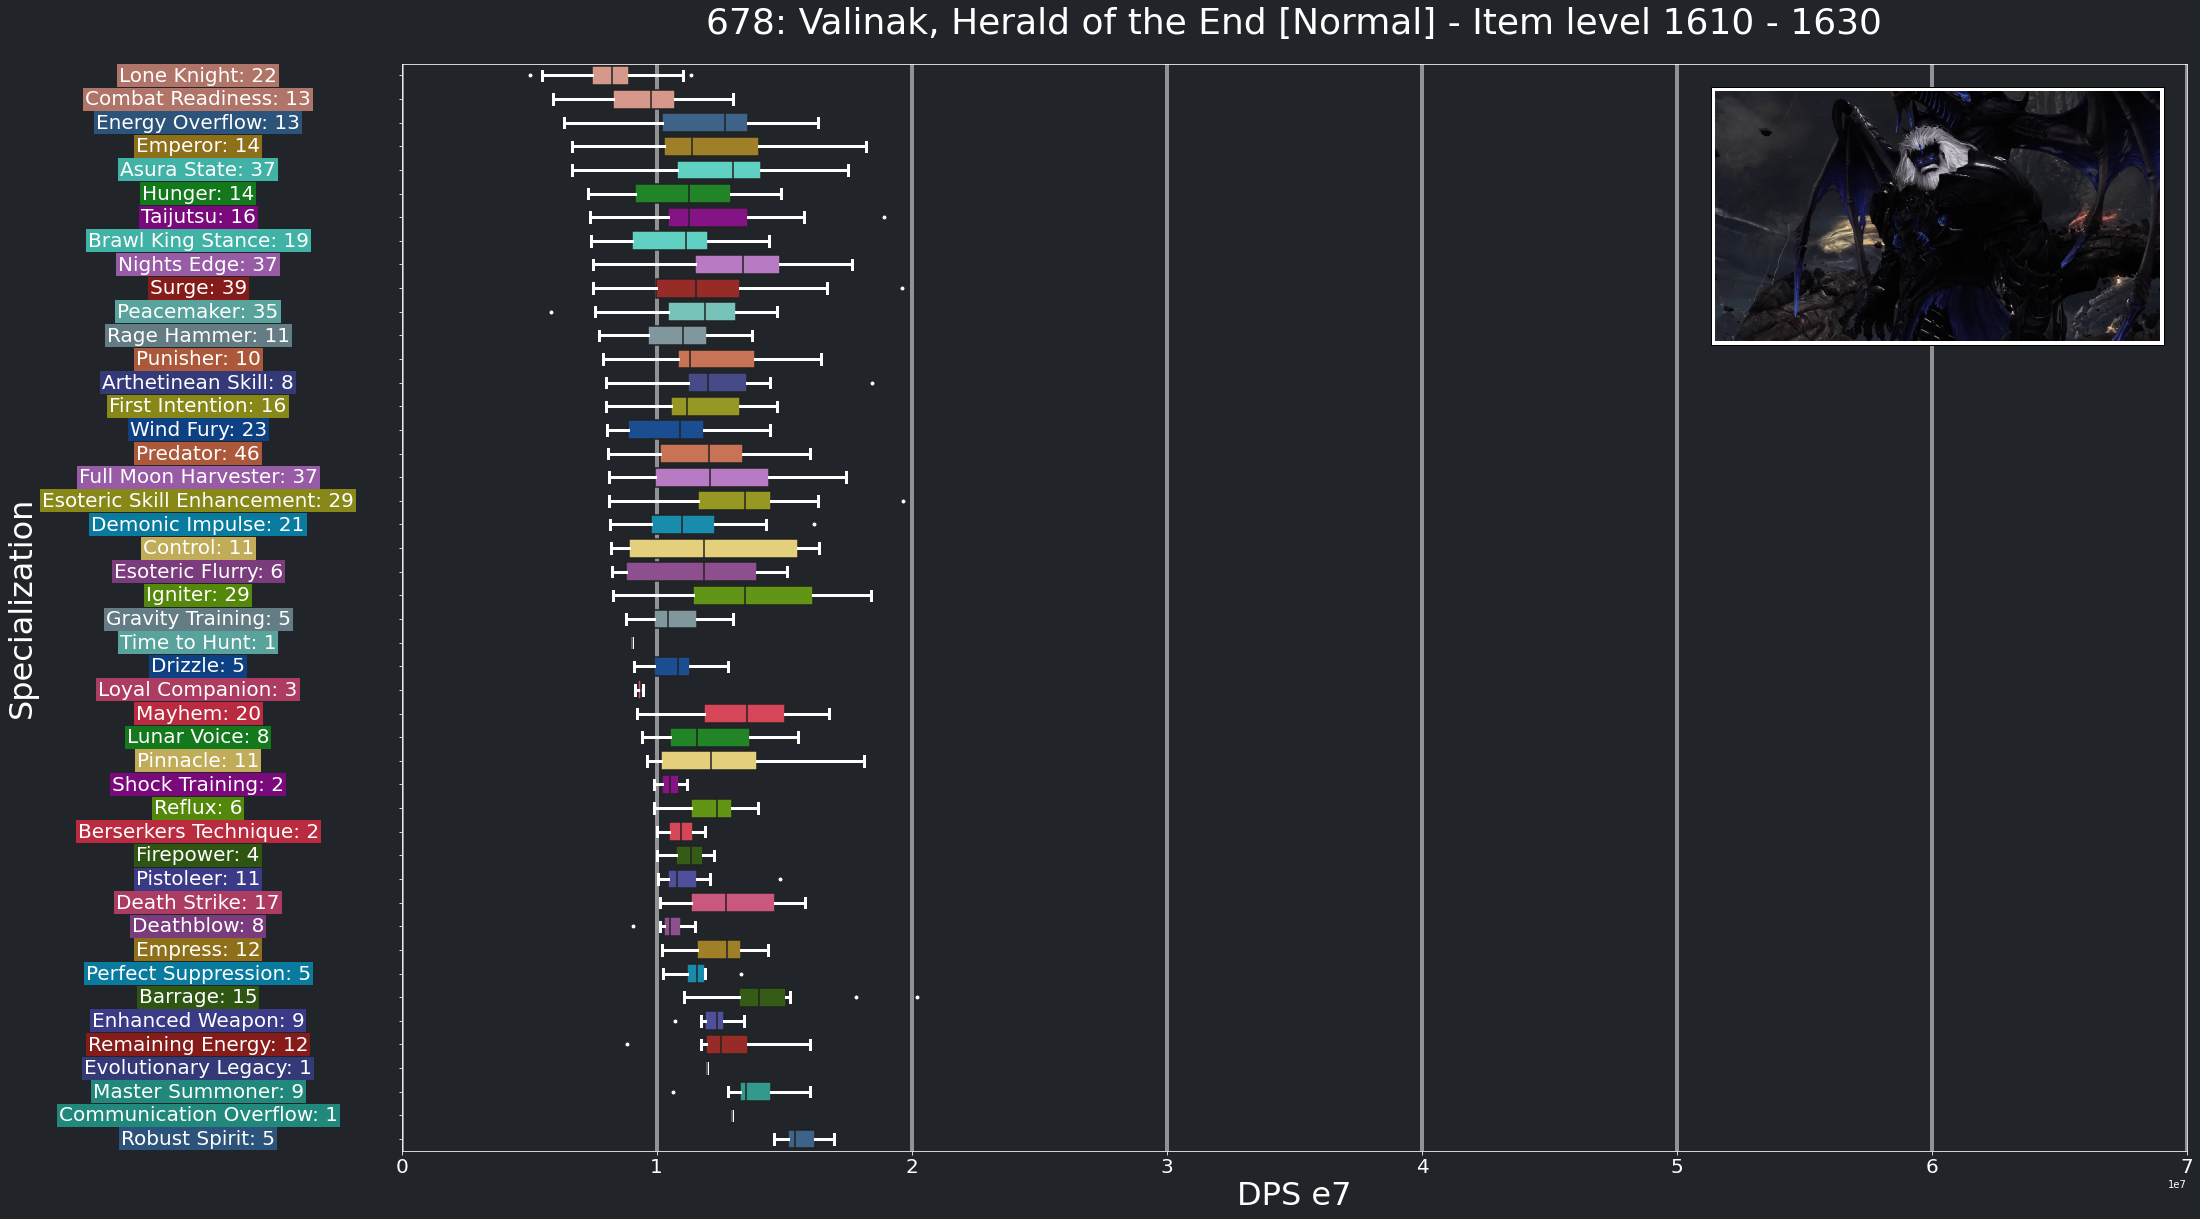 678: Valinak, Herald of the End [Normal] - Item level 1610 - 1630
Lone Knight: 22
Combat Readiness: 13
Energy Overflow: 13
Emperor: 14
Asura State: 37
Hunger: 14
Taijutsu: 16
Brawl King Stance: 19
Nights Edge: 37
Surge: 39
Peacemaker: 35
Rage Hammer: 11
Punisher: 10
Arthetinean Skill: 8
First Intention: 16
Wind Fury: 23
Predator: 46
Full Moon Harvester: 37
Esoteric Skill Enhancement: 29
Demonic Impulse: 21
Control: 11
Esoteric Flurry: 6
Igniter: 29
Gravity Training: 5
Time to Hunt: 1
Drizzle: 5
Loyal Companion: 3
Mayhem: 20
Lunar Voice: 8
Pinnacle: 11
Shock Training: 2
Reflux: 6
Berserkers Technique: 2
Firepower: 4
Pistoleer: 11
Death Strike: 17
Deathblow: 8
Empress: 12
Perfect Suppression: 5
Barrage: 15
Enhanced Weapon: 9
Remaining Energy: 12
Evolutionary Legacy: 1
Master Summoner: 9
Communication Overflow: 1
Robust Spirit: 5
Specialization
0 1 2 3 4 5 6 7
DPS e7
1e7